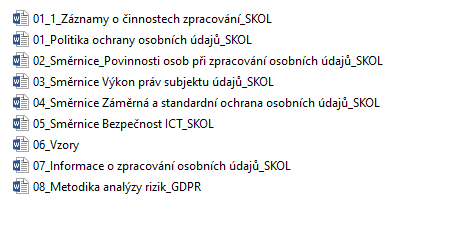 01_1_Záznamy o činnostech zpracování_SKOL
01_Politika ochrany osobních údajů_SKOL
02_Směrnice_Povinnosti osob při zpracování osobních údajů_SKOL
03_Směrnice Výkon práv subjektu údajů_SKOL
04_Směrnice Záměrná a standardní ochrana osobních údajů_SKOL
05_Směrnice Bezpečnost ICT_SKOL
06_Vzory
07_Informace o zpracování osobních údajů_SKOL
08_Metodika analýzy rizik_GDPR